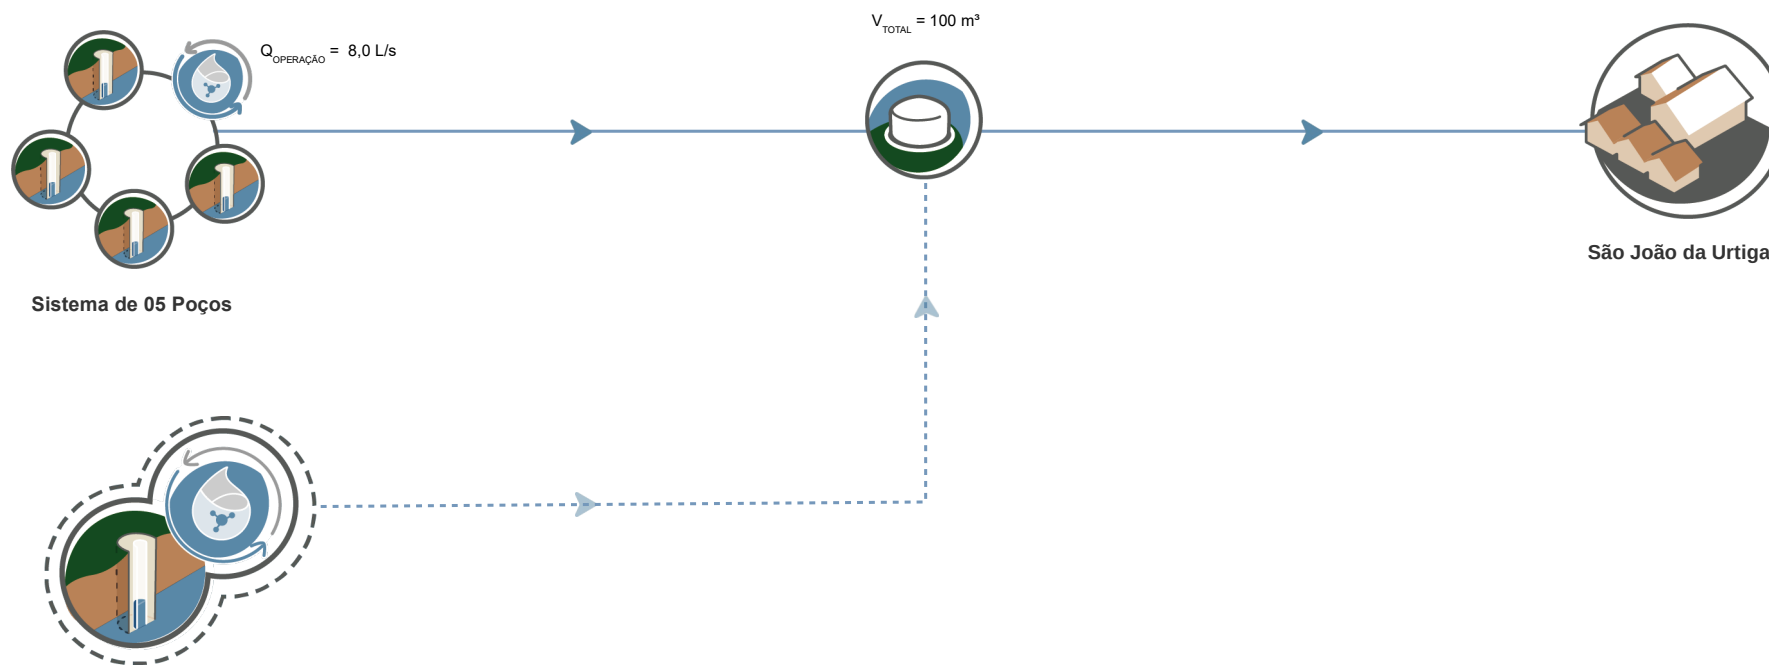 V_TOTAL = 100 m³
Q_OPERAÇÃO = 8,0 L/s
São João da Urtiga
Sistema de 05 Poços